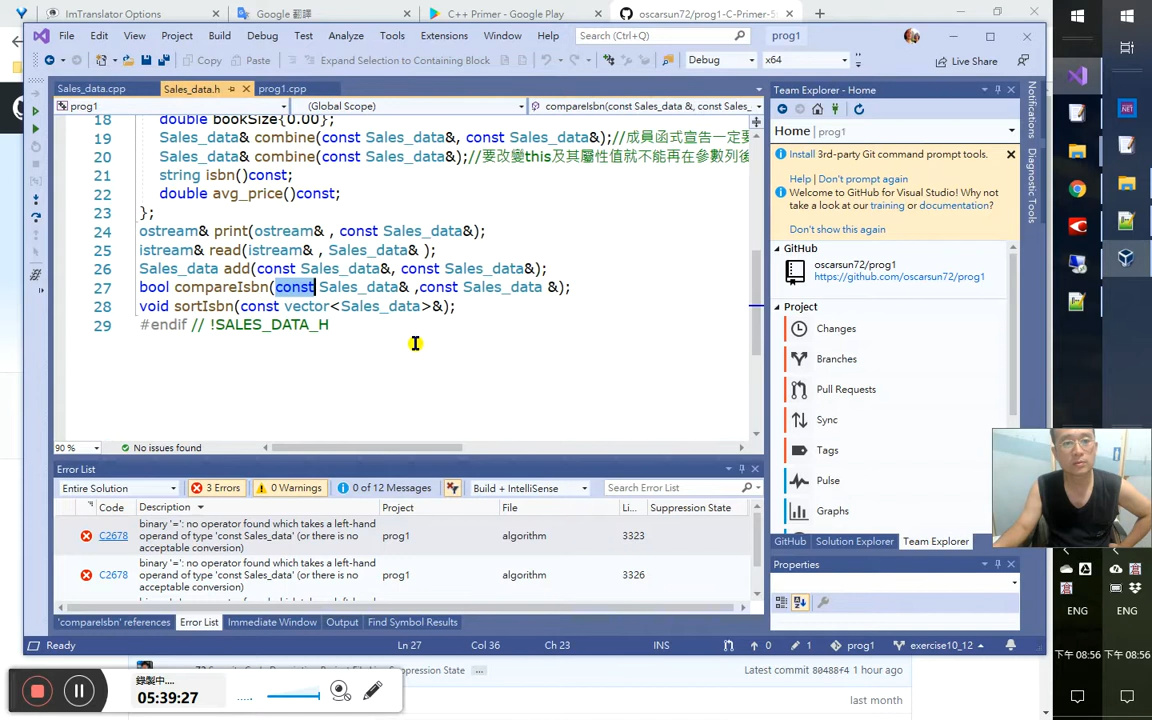 ImTranslator Options
Google 翻譯
C++ Primer - Google Play
oscarsun72/prog1-C-Primer-5
File Edit View Project Build Debug Test Analyze Tools Extensions Window Help Search (Ctrl+Q) prog1
Copy Paste Expand Selection to Containing Block Debug x64 Live Share
Sales_data.cpp Sales_data.h prog1.cpp
prog1 (Global Scope) compareIsbn(const Sales_data &, const Sales_
18 double bookSize{0.00};
19 Sales_data& combine(const Sales_data&, const Sales_data&);//成員函式宣告一定要
20 Sales_data& combine(const Sales_data&);//要改變this及其屬性值就不能再在參數列後
21 string isbn()const;
22 double avg_price()const;
23 };
24 ostream& print(ostream& , const Sales_data&);
25 istream& read(istream& , Sales_data& );
26 Sales_data add(const Sales_data&, const Sales_data&);
27 bool compareIsbn(const Sales_data& ,const Sales_data &);
28 void sortIsbn(const vector<Sales_data>&);
29 #endif // !SALES_DATA_H
90 % No issues found
Error List
Entire Solution 3 Errors 0 Warnings 0 of 12 Messages Build + IntelliSense Search Error List
Code Description Project File Li... Suppression State
C2678 binary '=': no operator found which takes a left-hand
operand of type 'const Sales_data' (or there is no
acceptable conversion) prog1 algorithm 3323
C2678 binary '=': no operator found which takes a left-hand
operand of type 'const Sales_data' (or there is no
acceptable conversion) prog1 algorithm 3326
'compareIsbn' references Error List Immediate Window Output Find Symbol Results
Team Explorer - Home
Home | prog1
Install 3rd-party Git command prompt tools.
Help | Don't prompt again
Welcome to GitHub for Visual Studio! Why not
take a look at our training or documentation?
Don't show this again
GitHub
oscarsun72/prog1
https://github.com/oscarsun72/prog1
Project
Changes
Branches
Pull Requests
Sync
Tags
Pulse
Graphs
GitHub Solution Explorer Team Explorer
Properties
Notifications
Diagnostic Tools
Ready Ln 27 Col 36 Ch 23 INS 0 1 prog1 exercise10_12
Latest commit 80488f4 1 hour ago
last month
錄製中...
05:39:27
ENG ENG
下午 08:56 下午 08:56